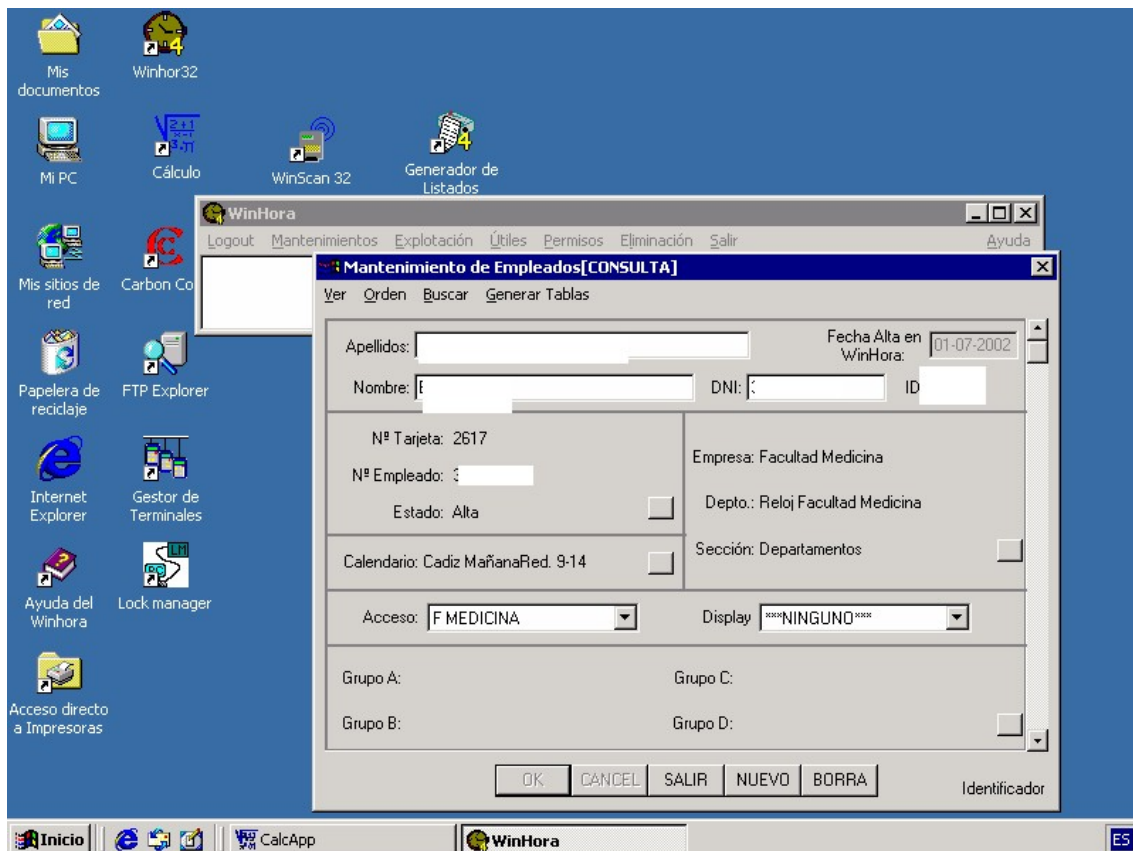 Mis documentos
Winhor32
Mi PC
Cálculo
WinScan 32
Generador de Listados
WinHora
Logout Mantenimientos Explotación Útiles Permisos Eliminación Salir Ayuda
Mis sitios de red
Carbon Co
Mantenimiento de Empleados[CONSULTA]
Ver Orden Buscar Generar Tablas
Apellidos:
Fecha Alta en WinHora: 01-07-2002
Nombre: DNI: ID
Papelera de reciclaje
FTP Explorer
Nº Tarjeta: 2617
Nº Empleado: 3
Estado: Alta
Empresa: Facultad Medicina
Depto.: Reloj Facultad Medicina
Sección: Departamentos
Internet Explorer
Gestor de Terminales
Calendario: Cadiz MañanaRed. 9-14
Ayuda del Winhora
Lock manager
Acceso: F MEDICINA
Display ***NINGUNO***
Grupo A:
Grupo C:
Grupo B:
Grupo D:
Acceso directo a Impresoras
OK CANCEL SALIR NUEVO BORRA
Identificador
Inicio
CalcApp
WinHora
ES